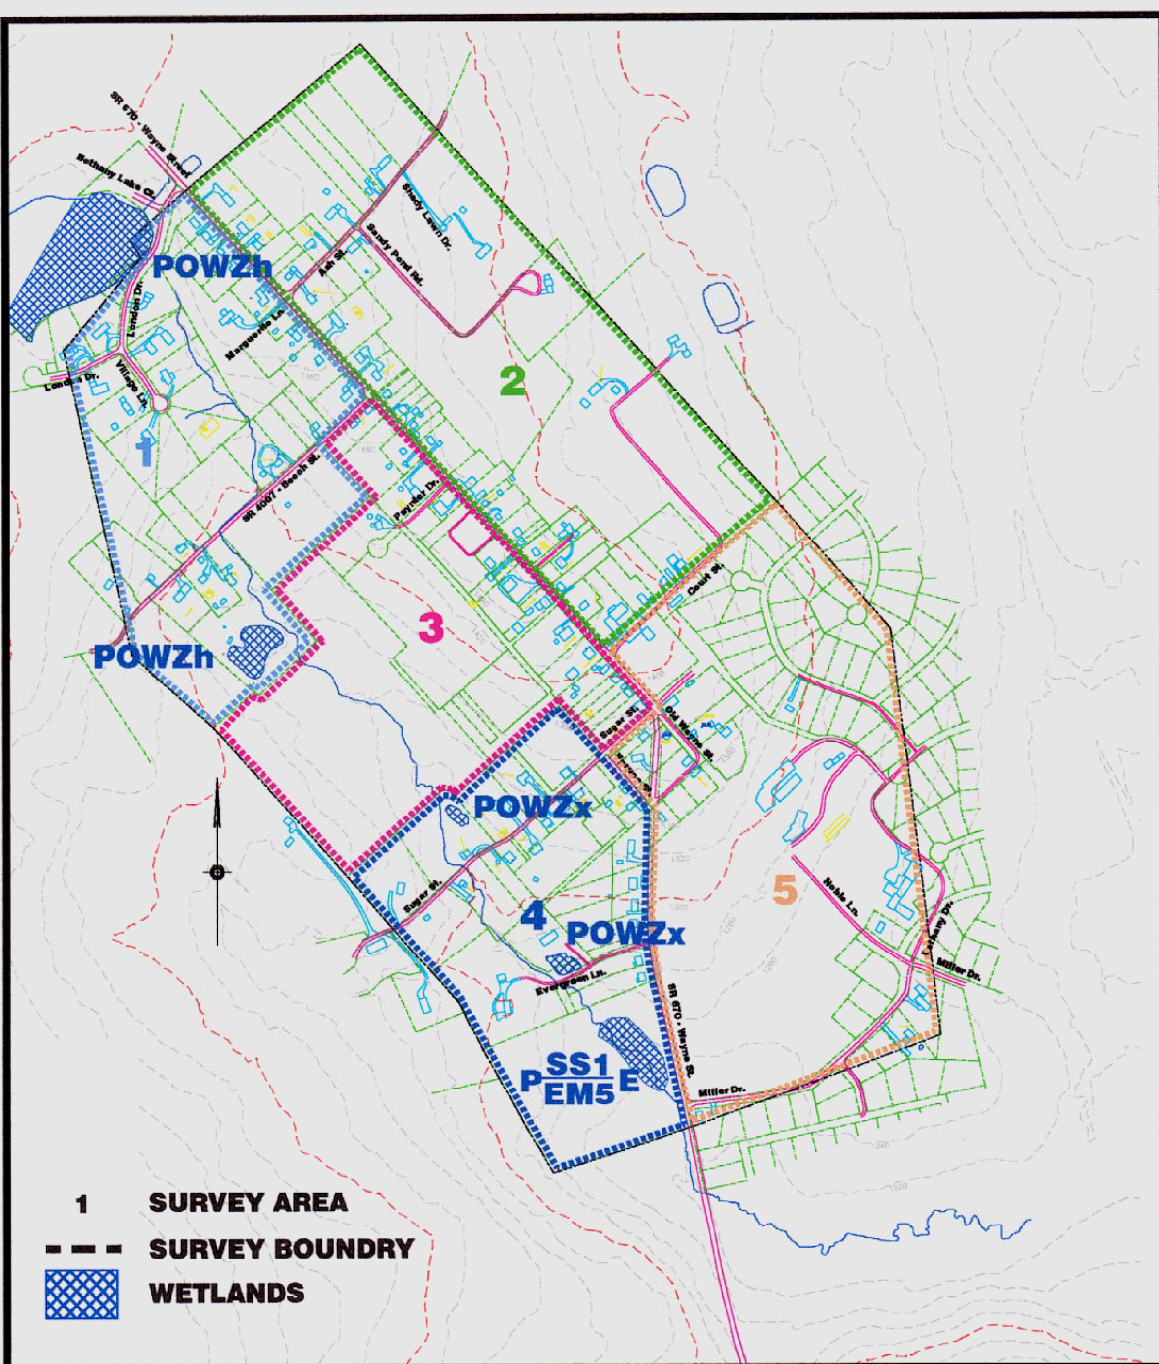 SR 670 - Wayne Street
Bethany Lake Ct.
POWZh
Shady Lawn Dr.
Ash St.
Sandy Pond Rd.
London Dr.
Marguerite Ln.
Village Ln.
2
1
SR 4007 - Beech St.
Paynter Dr.
Court St.
3
POWZh
Sugar St.
Old Wayne St.
POWZx
Sugar St.
4
5
Noble Ln.
POWZx
Bethany Dr.
Miller Dr.
Evergreen Ln.
SR 670 - Wayne St.
SS1
P E
EM5
Miller Dr.
1 SURVEY AREA
SURVEY BOUNDRY
WETLANDS